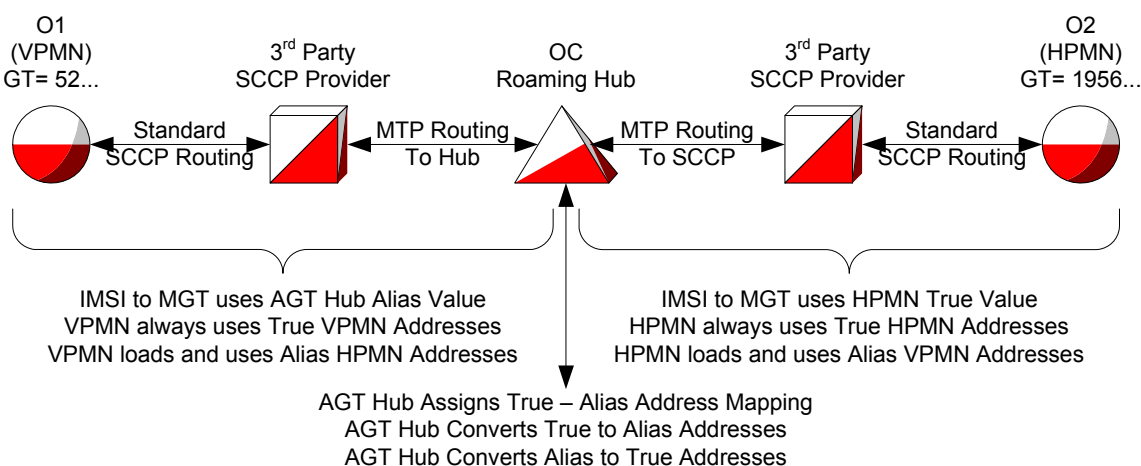 O1
(VPMN)
GT= 52...
3rd Party
SCCP Provider
OC
Roaming Hub
3rd Party
SCCP Provider
O2
(HPMN)
GT= 1956...
Standard
SCCP Routing
MTP Routing
To Hub
MTP Routing
To SCCP
Standard
SCCP Routing
IMSI to MGT uses AGT Hub Alias Value
VPMN always uses True VPMN Addresses
VPMN loads and uses Alias HPMN Addresses
IMSI to MGT uses HPMN True Value
HPMN always uses True HPMN Addresses
HPMN loads and uses Alias VPMN Addresses
AGT Hub Assigns True – Alias Address Mapping
AGT Hub Converts True to Alias Addresses
AGT Hub Converts Alias to True Addresses